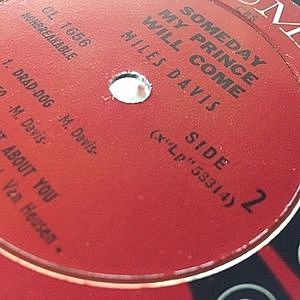 SOMEDAY
MY PRINCE
WILL COME
MILES DAVIS
CL 1656
NONBREAKABLE
SIDE
2
(x"Lp"53314)
1. DRAD DOG -M. Davis-
-M. Davis-
ABOUT YOU
Van Heusen-